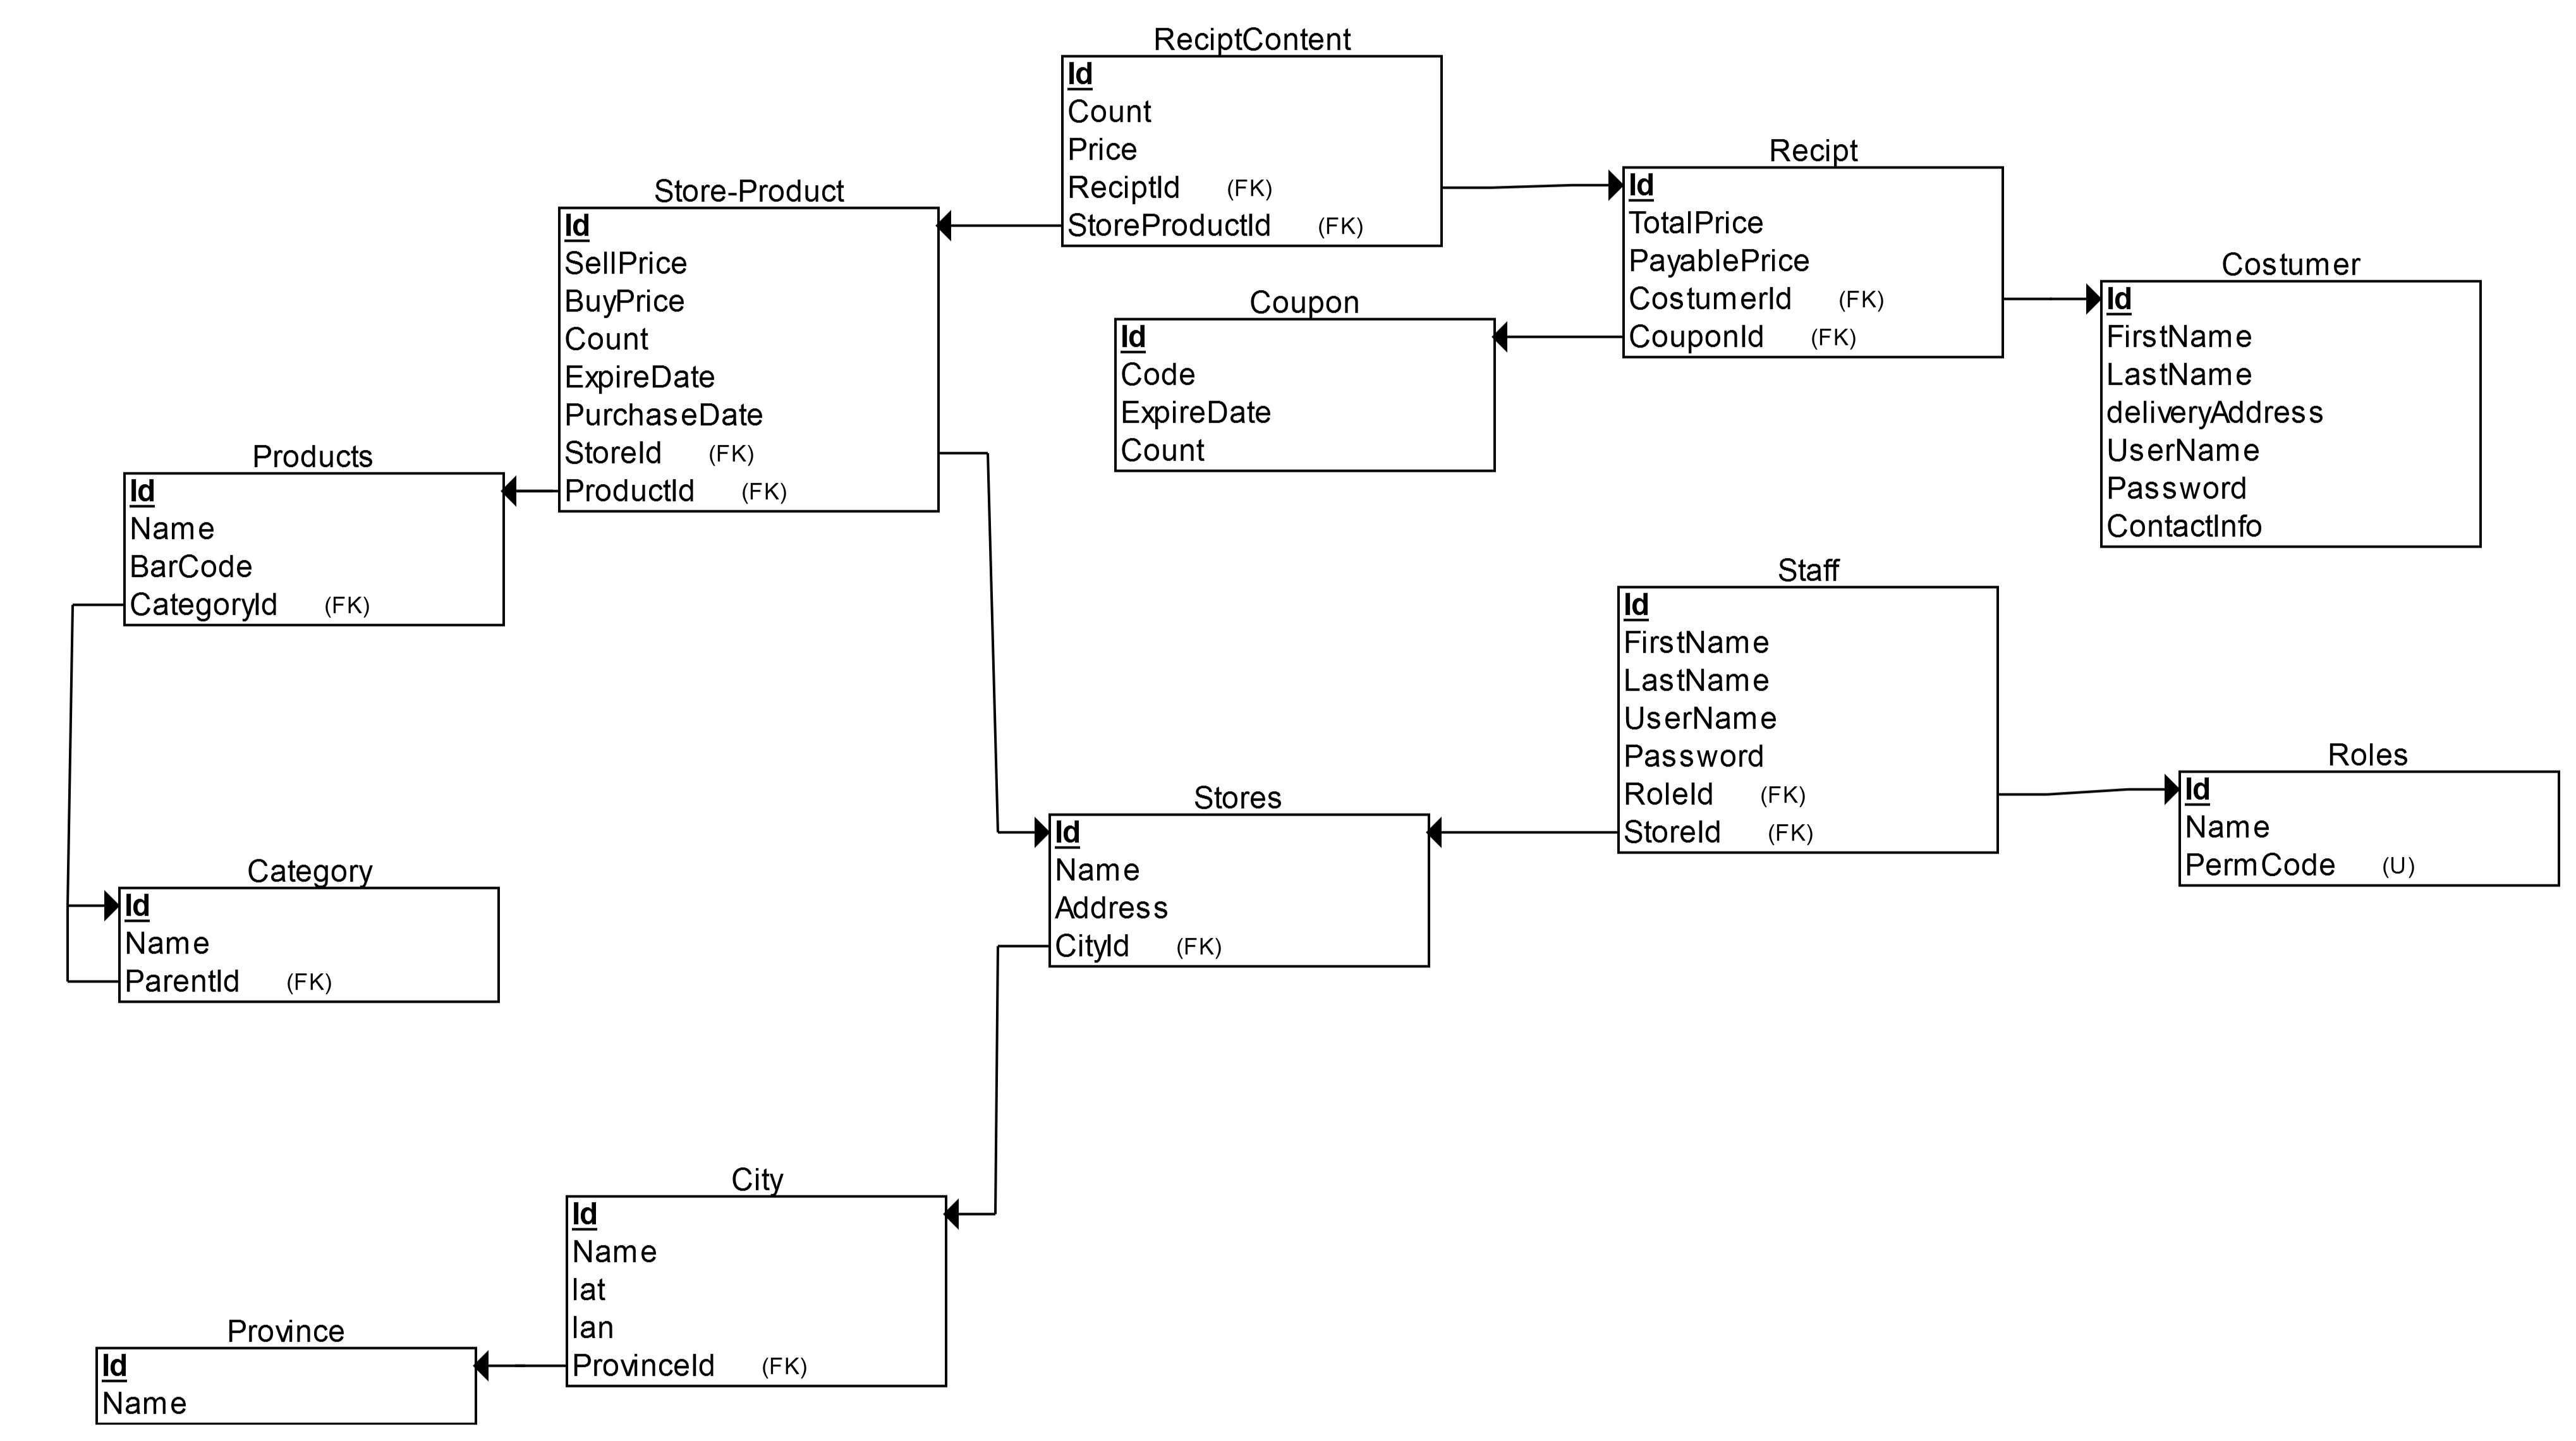 ReciptContent
Id
Count
Price
ReciptId (FK)
StoreProductId (FK)
Recipt
Id
TotalPrice
PayablePrice
CostumerId (FK)
CouponId (FK)
Store-Product
Id
SellPrice
BuyPrice
Count
ExpireDate
PurchaseDate
StoreId (FK)
ProductId (FK)
Costumer
Id
FirstName
LastName
deliveryAddress
UserName
Password
ContactInfo
Coupon
Id
Code
ExpireDate
Count
Products
Id
Name
BarCode
CategoryId (FK)
Staff
Id
FirstName
LastName
UserName
Password
RoleId (FK)
StoreId (FK)
Roles
Id
Name
PermCode (U)
Stores
Id
Name
Address
CityId (FK)
Category
Id
Name
ParentId (FK)
City
Id
Name
lat
lan
ProvinceId (FK)
Province
Id
Name